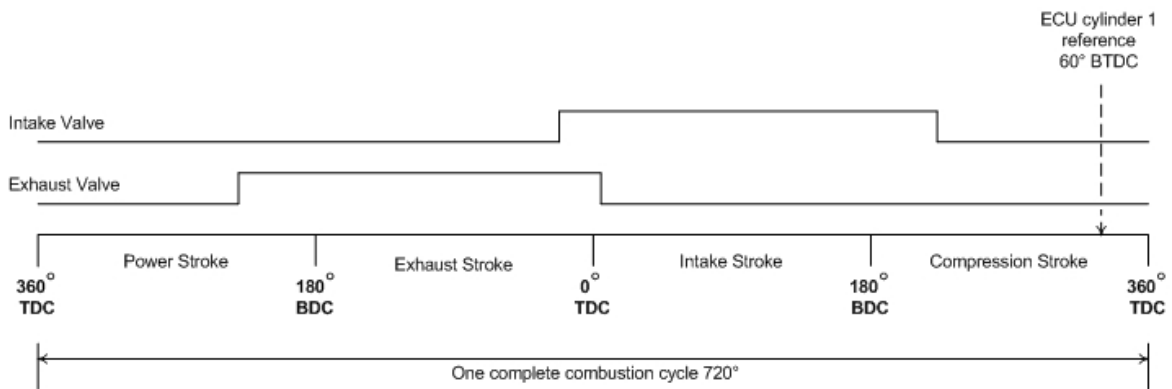 ECU cylinder 1
reference
60° BTDC
Intake Valve
Exhaust Valve
Power Stroke
Exhaust Stroke
Intake Stroke
Compression Stroke
360° TDC
180° BDC
0° TDC
180° BDC
360° TDC
One complete combustion cycle 720°